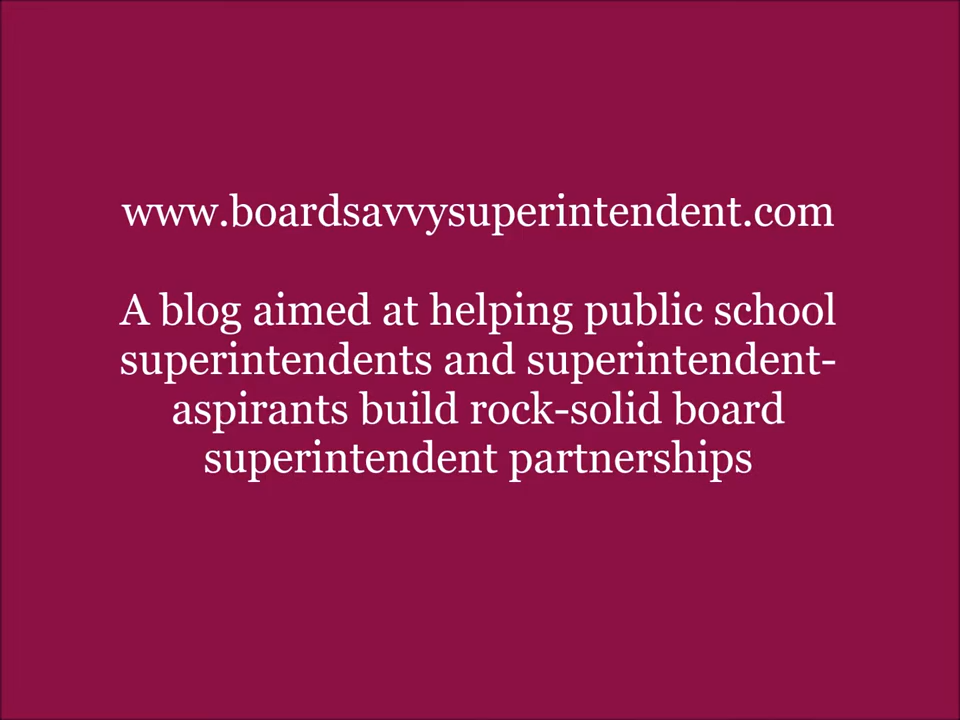 www.boardsavvysuperintendent.com
A blog aimed at helping public school
superintendents and superintendent-
aspirants build rock-solid board
superintendent partnerships